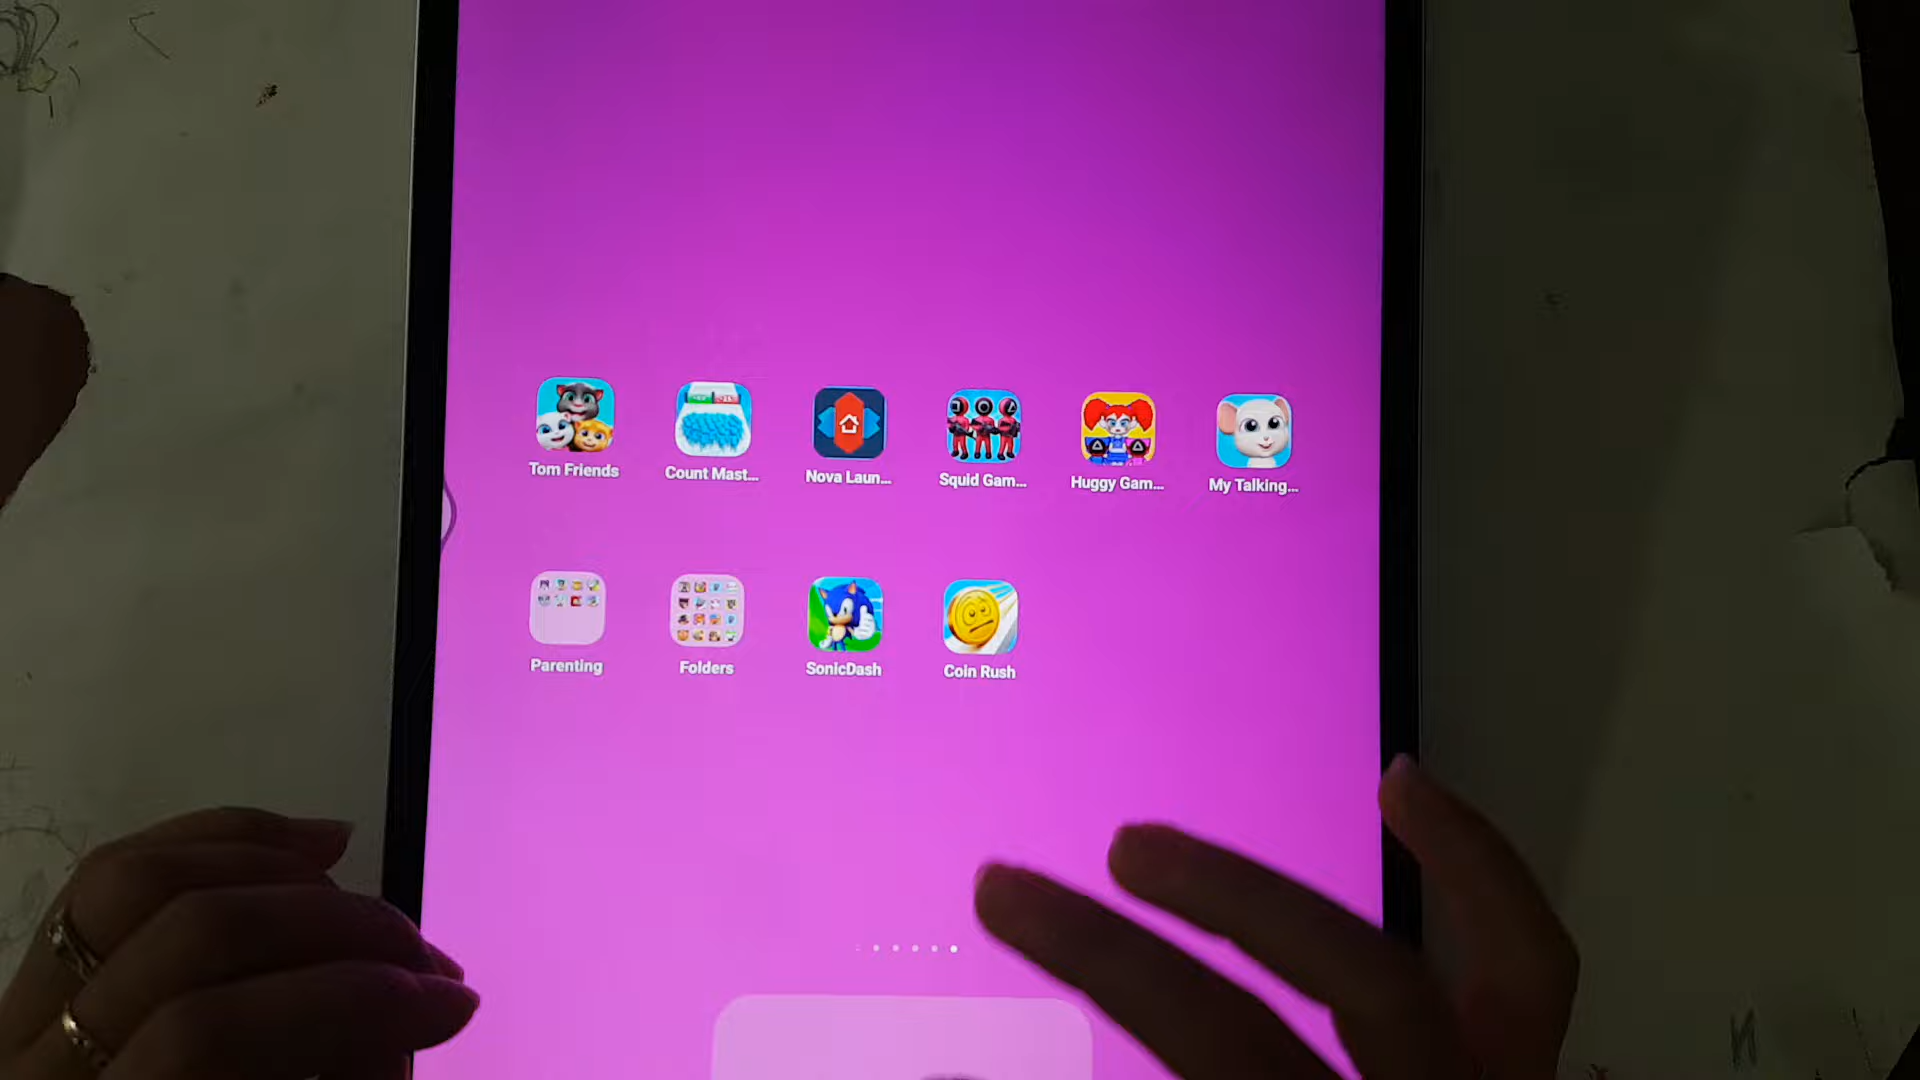 Tom Friends
Count Mast...
Nova Laun...
Squid Gam...
Huggy Gam...
My Talking...
Parenting
Folders
SonicDash
Coin Rush